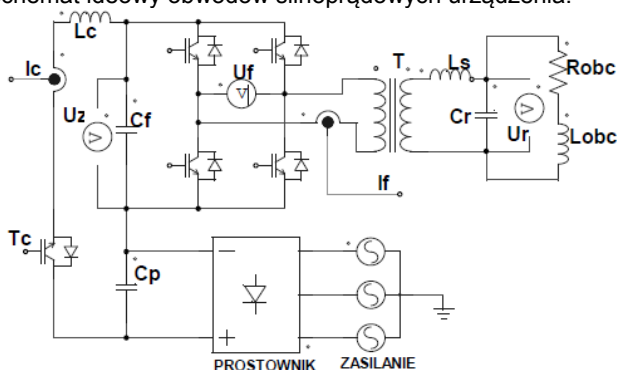 schemat ideowy obwodów silnoprądowych urządzenia.
Lc
Ic
Uz
Cf
Uf
V
V
T
Ls
Cr
V
Ur
Robc
Lobc
If
Tc
Cp
−
+
PROSTOWNIK
ZASILANIE